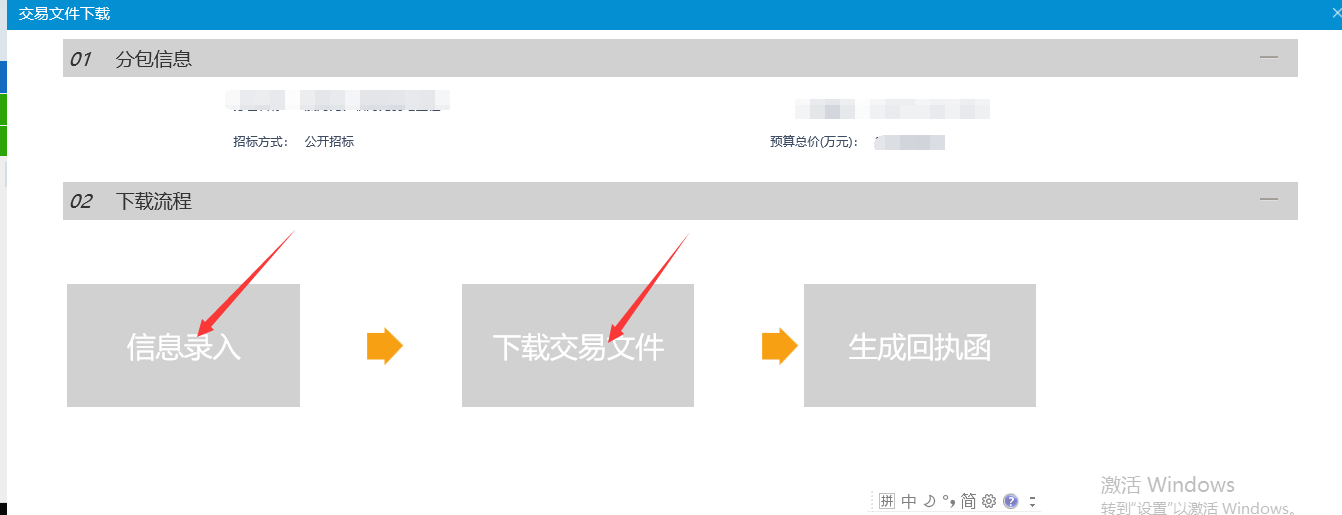 交易文件下载
01 分包信息
招标方式： 公开招标
预算总价(万元)：
02 下载流程
信息录入
下载交易文件
生成回执函
拼 中 简
激活 Windows
转到"设置"以激活 Windows。